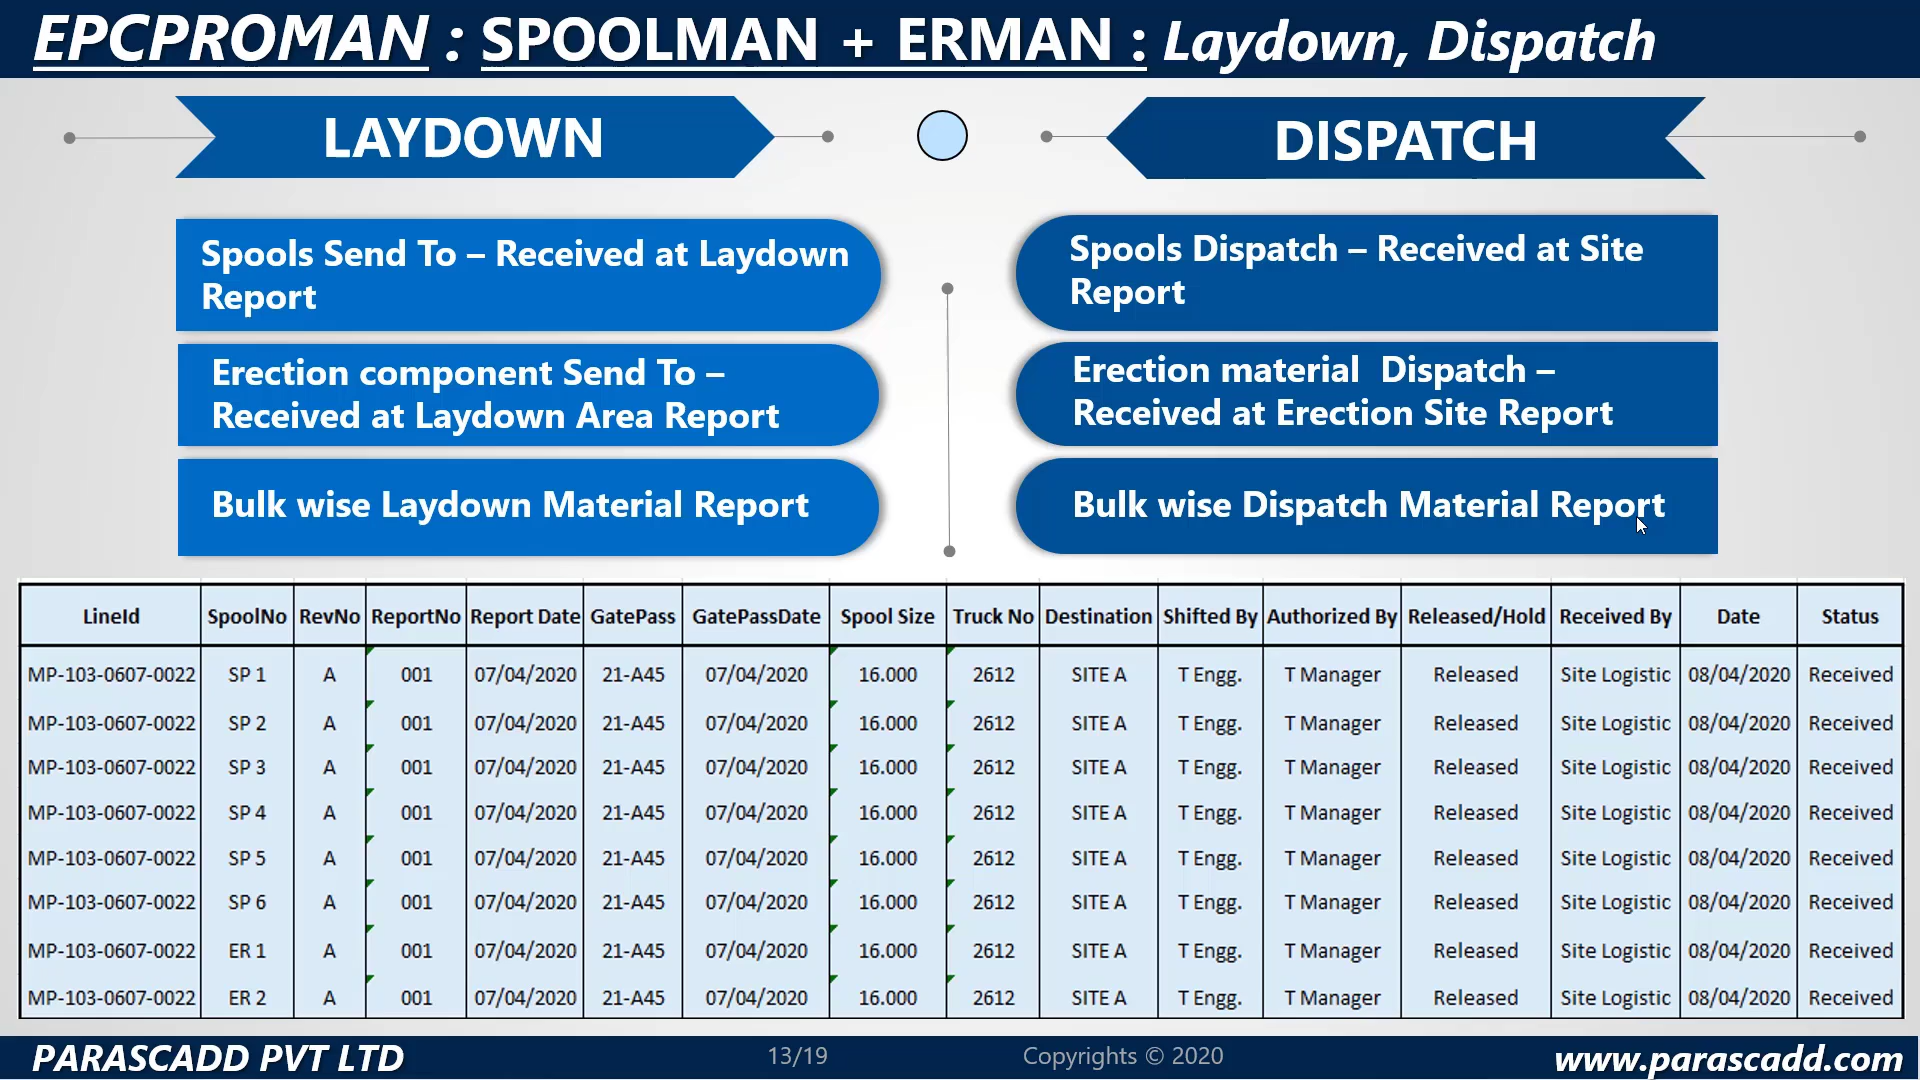 EPCPROMAN : SPOOLMAN + ERMAN : Laydown, Dispatch
LAYDOWN
Spools Send To – Received at Laydown
Report
Erection component Send To –
Received at Laydown Area Report
Bulk wise Laydown Material Report
DISPATCH
Spools Dispatch – Received at Site
Report
Erection material Dispatch –
Received at Erection Site Report
Bulk wise Dispatch Material Report
LineId SpoolNo RevNo ReportNo Report Date GatePass GatePassDate Spool Size Truck No Destination Shifted By Authorized By Released/Hold Received By Date Status
MP-103-0607-0022 SP 1 A 001 07/04/2020 21-A45 07/04/2020 16.000 2612 SITE A T Engg. T Manager Released Site Logistic 08/04/2020 Received
MP-103-0607-0022 SP 2 A 001 07/04/2020 21-A45 07/04/2020 16.000 2612 SITE A T Engg. T Manager Released Site Logistic 08/04/2020 Received
MP-103-0607-0022 SP 3 A 001 07/04/2020 21-A45 07/04/2020 16.000 2612 SITE A T Engg. T Manager Released Site Logistic 08/04/2020 Received
MP-103-0607-0022 SP 4 A 001 07/04/2020 21-A45 07/04/2020 16.000 2612 SITE A T Engg. T Manager Released Site Logistic 08/04/2020 Received
MP-103-0607-0022 SP 5 A 001 07/04/2020 21-A45 07/04/2020 16.000 2612 SITE A T Engg. T Manager Released Site Logistic 08/04/2020 Received
MP-103-0607-0022 SP 6 A 001 07/04/2020 21-A45 07/04/2020 16.000 2612 SITE A T Engg. T Manager Released Site Logistic 08/04/2020 Received
MP-103-0607-0022 ER 1 A 001 07/04/2020 21-A45 07/04/2020 16.000 2612 SITE A T Engg. T Manager Released Site Logistic 08/04/2020 Received
MP-103-0607-0022 ER 2 A 001 07/04/2020 21-A45 07/04/2020 16.000 2612 SITE A T Engg. T Manager Released Site Logistic 08/04/2020 Received
PARASCADD PVT LTD 13/19 Copyrights © 2020 www.parascadd.com